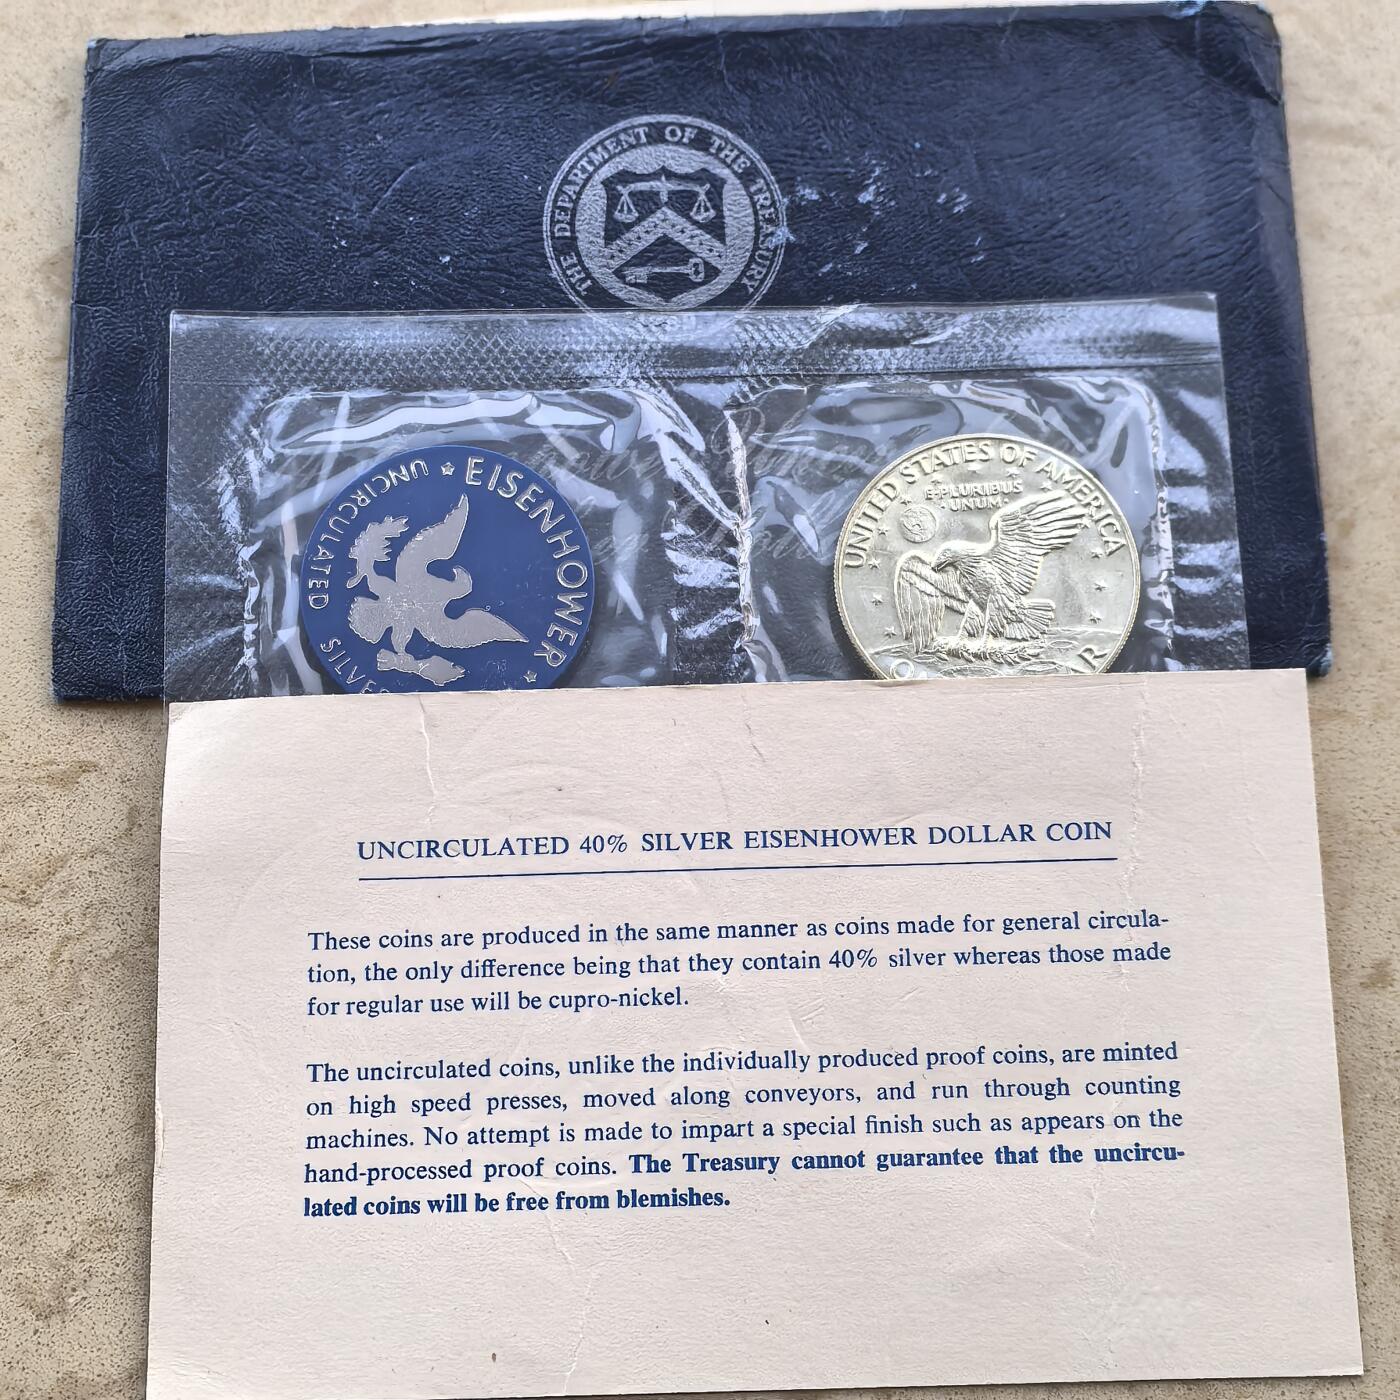 THE DEPARTMENT OF THE TREASURY
UNCIRCULATED ★ EISENHOWER ★
UNITED STATES OF AMERICA
E PLURIBUS
UNUM
UNCIRCULATED 40% SILVER EISENHOWER DOLLAR COIN
These coins are produced in the same manner as coins made for general circula-
tion, the only difference being that they contain 40% silver whereas those made
for regular use will be cupro-nickel.
The uncirculated coins, unlike the individually produced proof coins, are minted
on high speed presses, moved along conveyors, and run through counting
machines. No attempt is made to impart a special finish such as appears on the
hand-processed proof coins. The Treasury cannot guarantee that the uncircu-
lated coins will be free from blemishes.